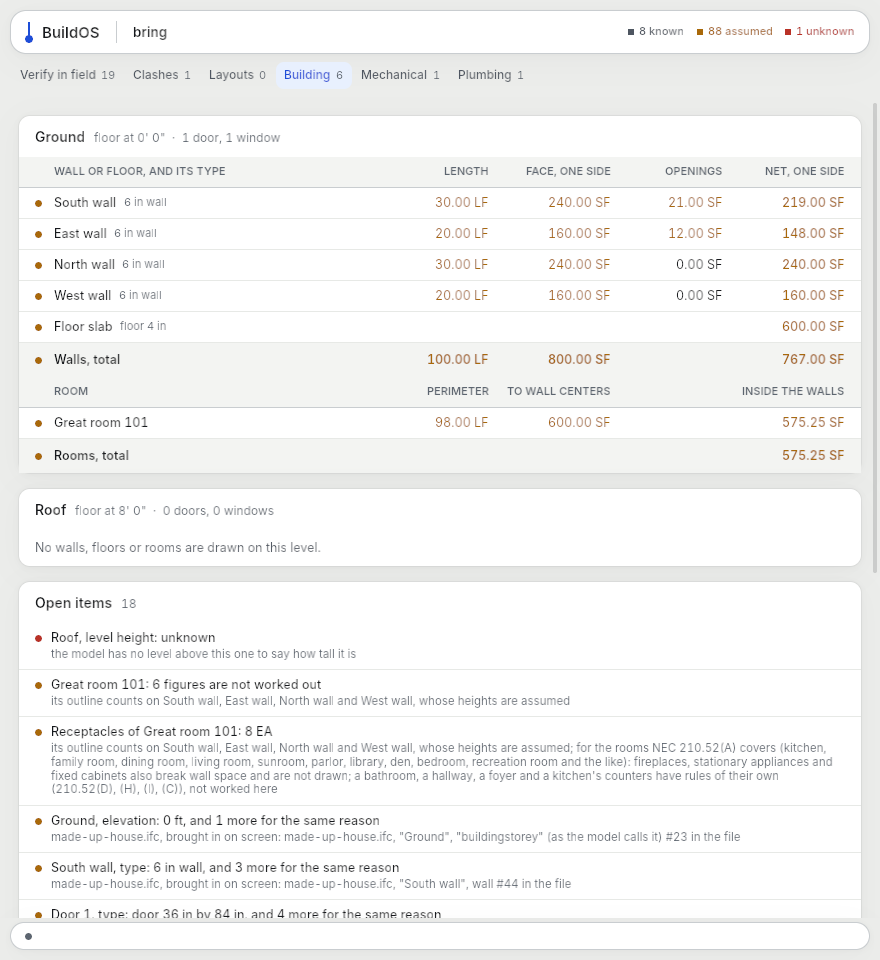 BuildOS bring 8 known 88 assumed 1 unknown
Verify in field 19 Clashes 1 Layouts 0 Building 6 Mechanical 1 Plumbing 1
Ground floor at 0' 0" · 1 door, 1 window
WALL OR FLOOR, AND ITS TYPE LENGTH FACE, ONE SIDE OPENINGS NET, ONE SIDE
South wall 6 in wall 30.00 LF 240.00 SF 21.00 SF 219.00 SF
East wall 6 in wall 20.00 LF 160.00 SF 12.00 SF 148.00 SF
North wall 6 in wall 30.00 LF 240.00 SF 0.00 SF 240.00 SF
West wall 6 in wall 20.00 LF 160.00 SF 0.00 SF 160.00 SF
Floor slab floor 4 in 600.00 SF
Walls, total 100.00 LF 800.00 SF 767.00 SF
ROOM PERIMETER TO WALL CENTERS INSIDE THE WALLS
Great room 101 98.00 LF 600.00 SF 575.25 SF
Rooms, total 575.25 SF
Roof floor at 8' 0" · 0 doors, 0 windows
No walls, floors or rooms are drawn on this level.
Open items 18
Roof, level height: unknown
the model has no level above this one to say how tall it is
Great room 101: 6 figures are not worked out
its outline counts on South wall, East wall, North wall and West wall, whose heights are assumed
Receptacles of Great room 101: 8 EA
its outline counts on South wall, East wall, North wall and West wall, whose heights are assumed; for the rooms NEC 210.52(A) covers (kitchen,
family room, dining room, living room, sunroom, parlor, library, den, bedroom, recreation room and the like): fireplaces, stationary appliances and
fixed cabinets also break wall space and are not drawn; a bathroom, a hallway, a foyer and a kitchen's counters have rules of their own
(210.52(D), (H), (I), (C)), not worked here
Ground, elevation: 0 ft, and 1 more for the same reason
made-up-house.ifc, brought in on screen: made-up-house.ifc, "Ground", "buildingstorey" (as the model calls it) #23 in the file
South wall, type: 6 in wall, and 3 more for the same reason
made-up-house.ifc, brought in on screen: made-up-house.ifc, "South wall", wall #44 in the file
Door 1, type: door 36 in by 84 in, and 4 more for the same reason